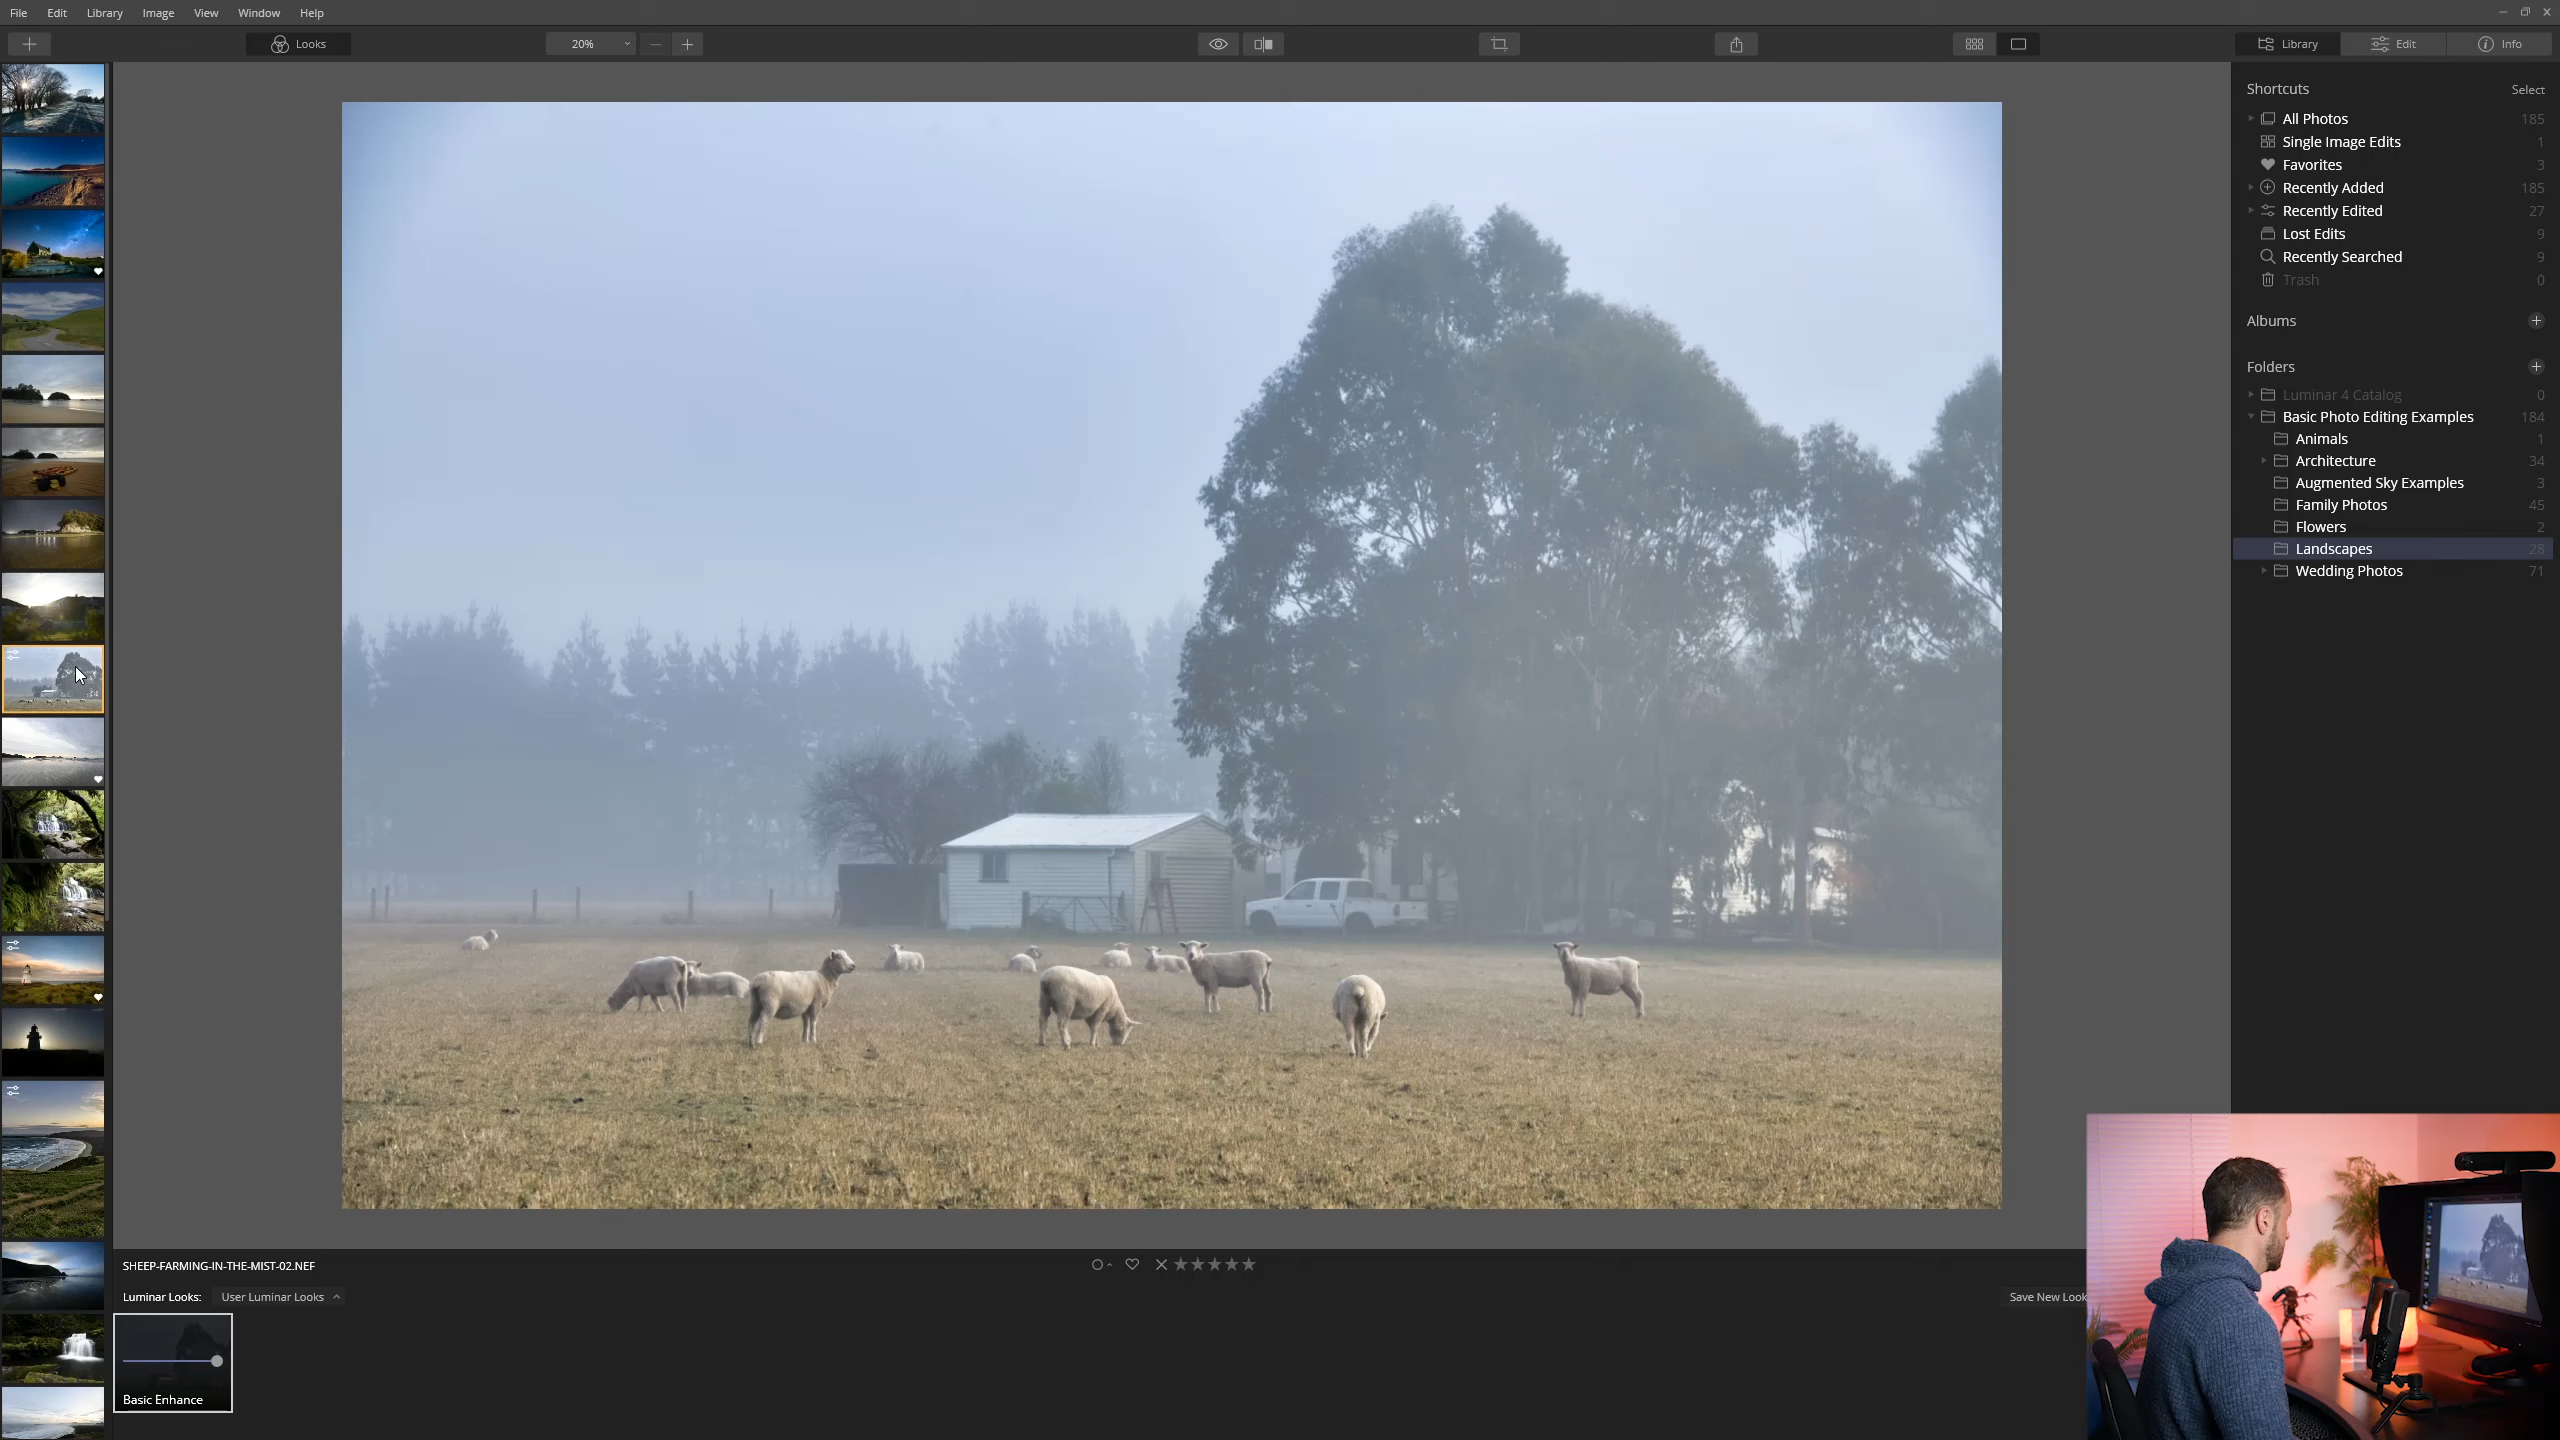 File Edit Library Image View Window Help
Looks 20% Library Edit Info
Shortcuts Select
All Photos 185
Single Image Edits 1
Favorites 3
Recently Added 185
Recently Edited 27
Lost Edits 9
Recently Searched 9
Trash 0
Albums
Folders
Luminar 4 Catalog 0
Basic Photo Editing Examples 184
Animals 1
Architecture 34
Augmented Sky Examples 3
Family Photos 45
Flowers 2
Landscapes 28
Wedding Photos 71
SHEEP-FARMING-IN-THE-MIST-02.NEF
Luminar Looks: User Luminar Looks Save New Look
Basic Enhance